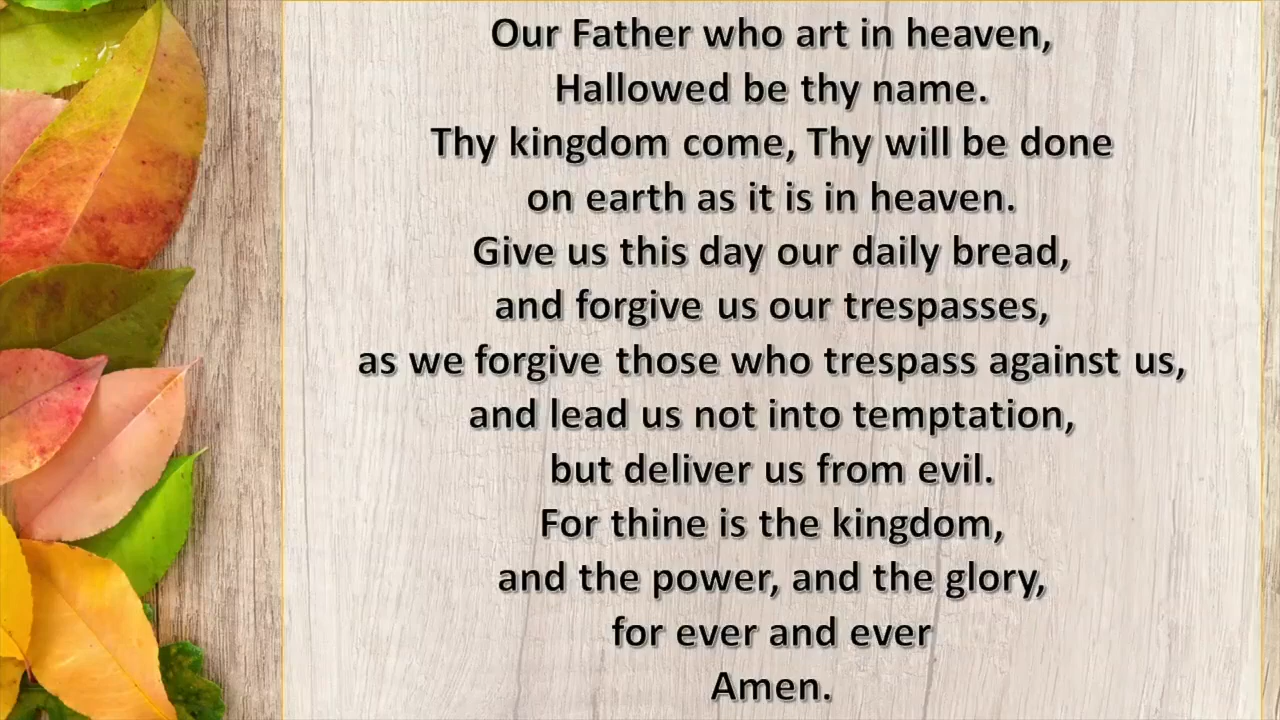 Our Father who art in heaven,
Hallowed be thy name.
Thy kingdom come, Thy will be done
on earth as it is in heaven.
Give us this day our daily bread,
and forgive us our trespasses,
as we forgive those who trespass against us,
and lead us not into temptation,
but deliver us from evil.
For thine is the kingdom,
and the power, and the glory,
for ever and ever
Amen.